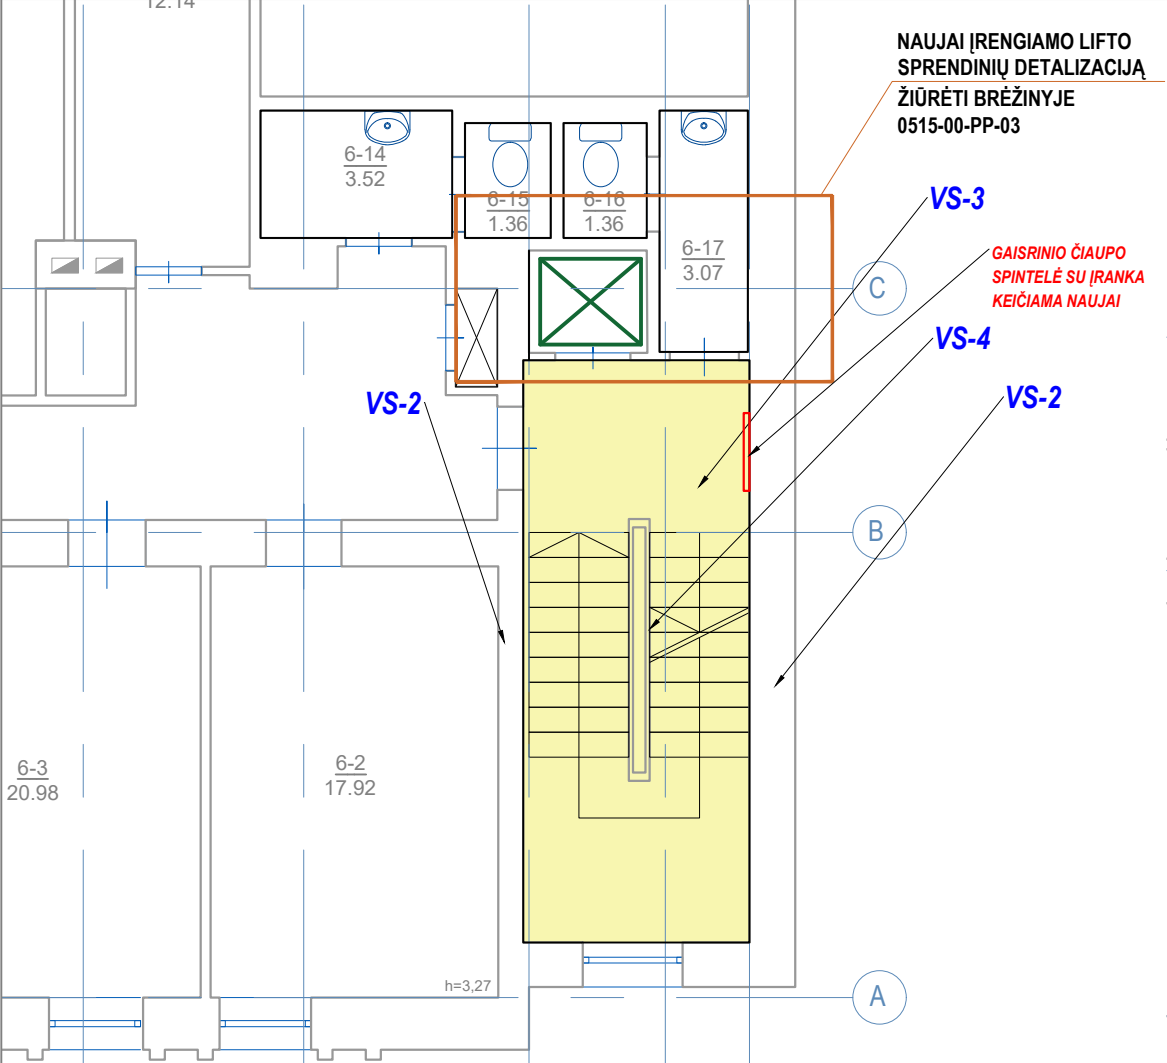 12.14
NAUJAI ĮRENGIAMO LIFTO
SPRENDINIŲ DETALIZACIJĄ
ŽIŪRĖTI BRĖŽINYJE
0515-00-PP-03
6-14
3.52
6-15
1.36
6-16
1.36
6-17
3.07
VS-3
GAISRINIO ČIAUPO
SPINTELĖ SU ĮRANKA
KEIČIAMA NAUJAI
C
VS-4
VS-2
VS-2
B
6-3
20.98
6-2
17.92
h=3,27
A